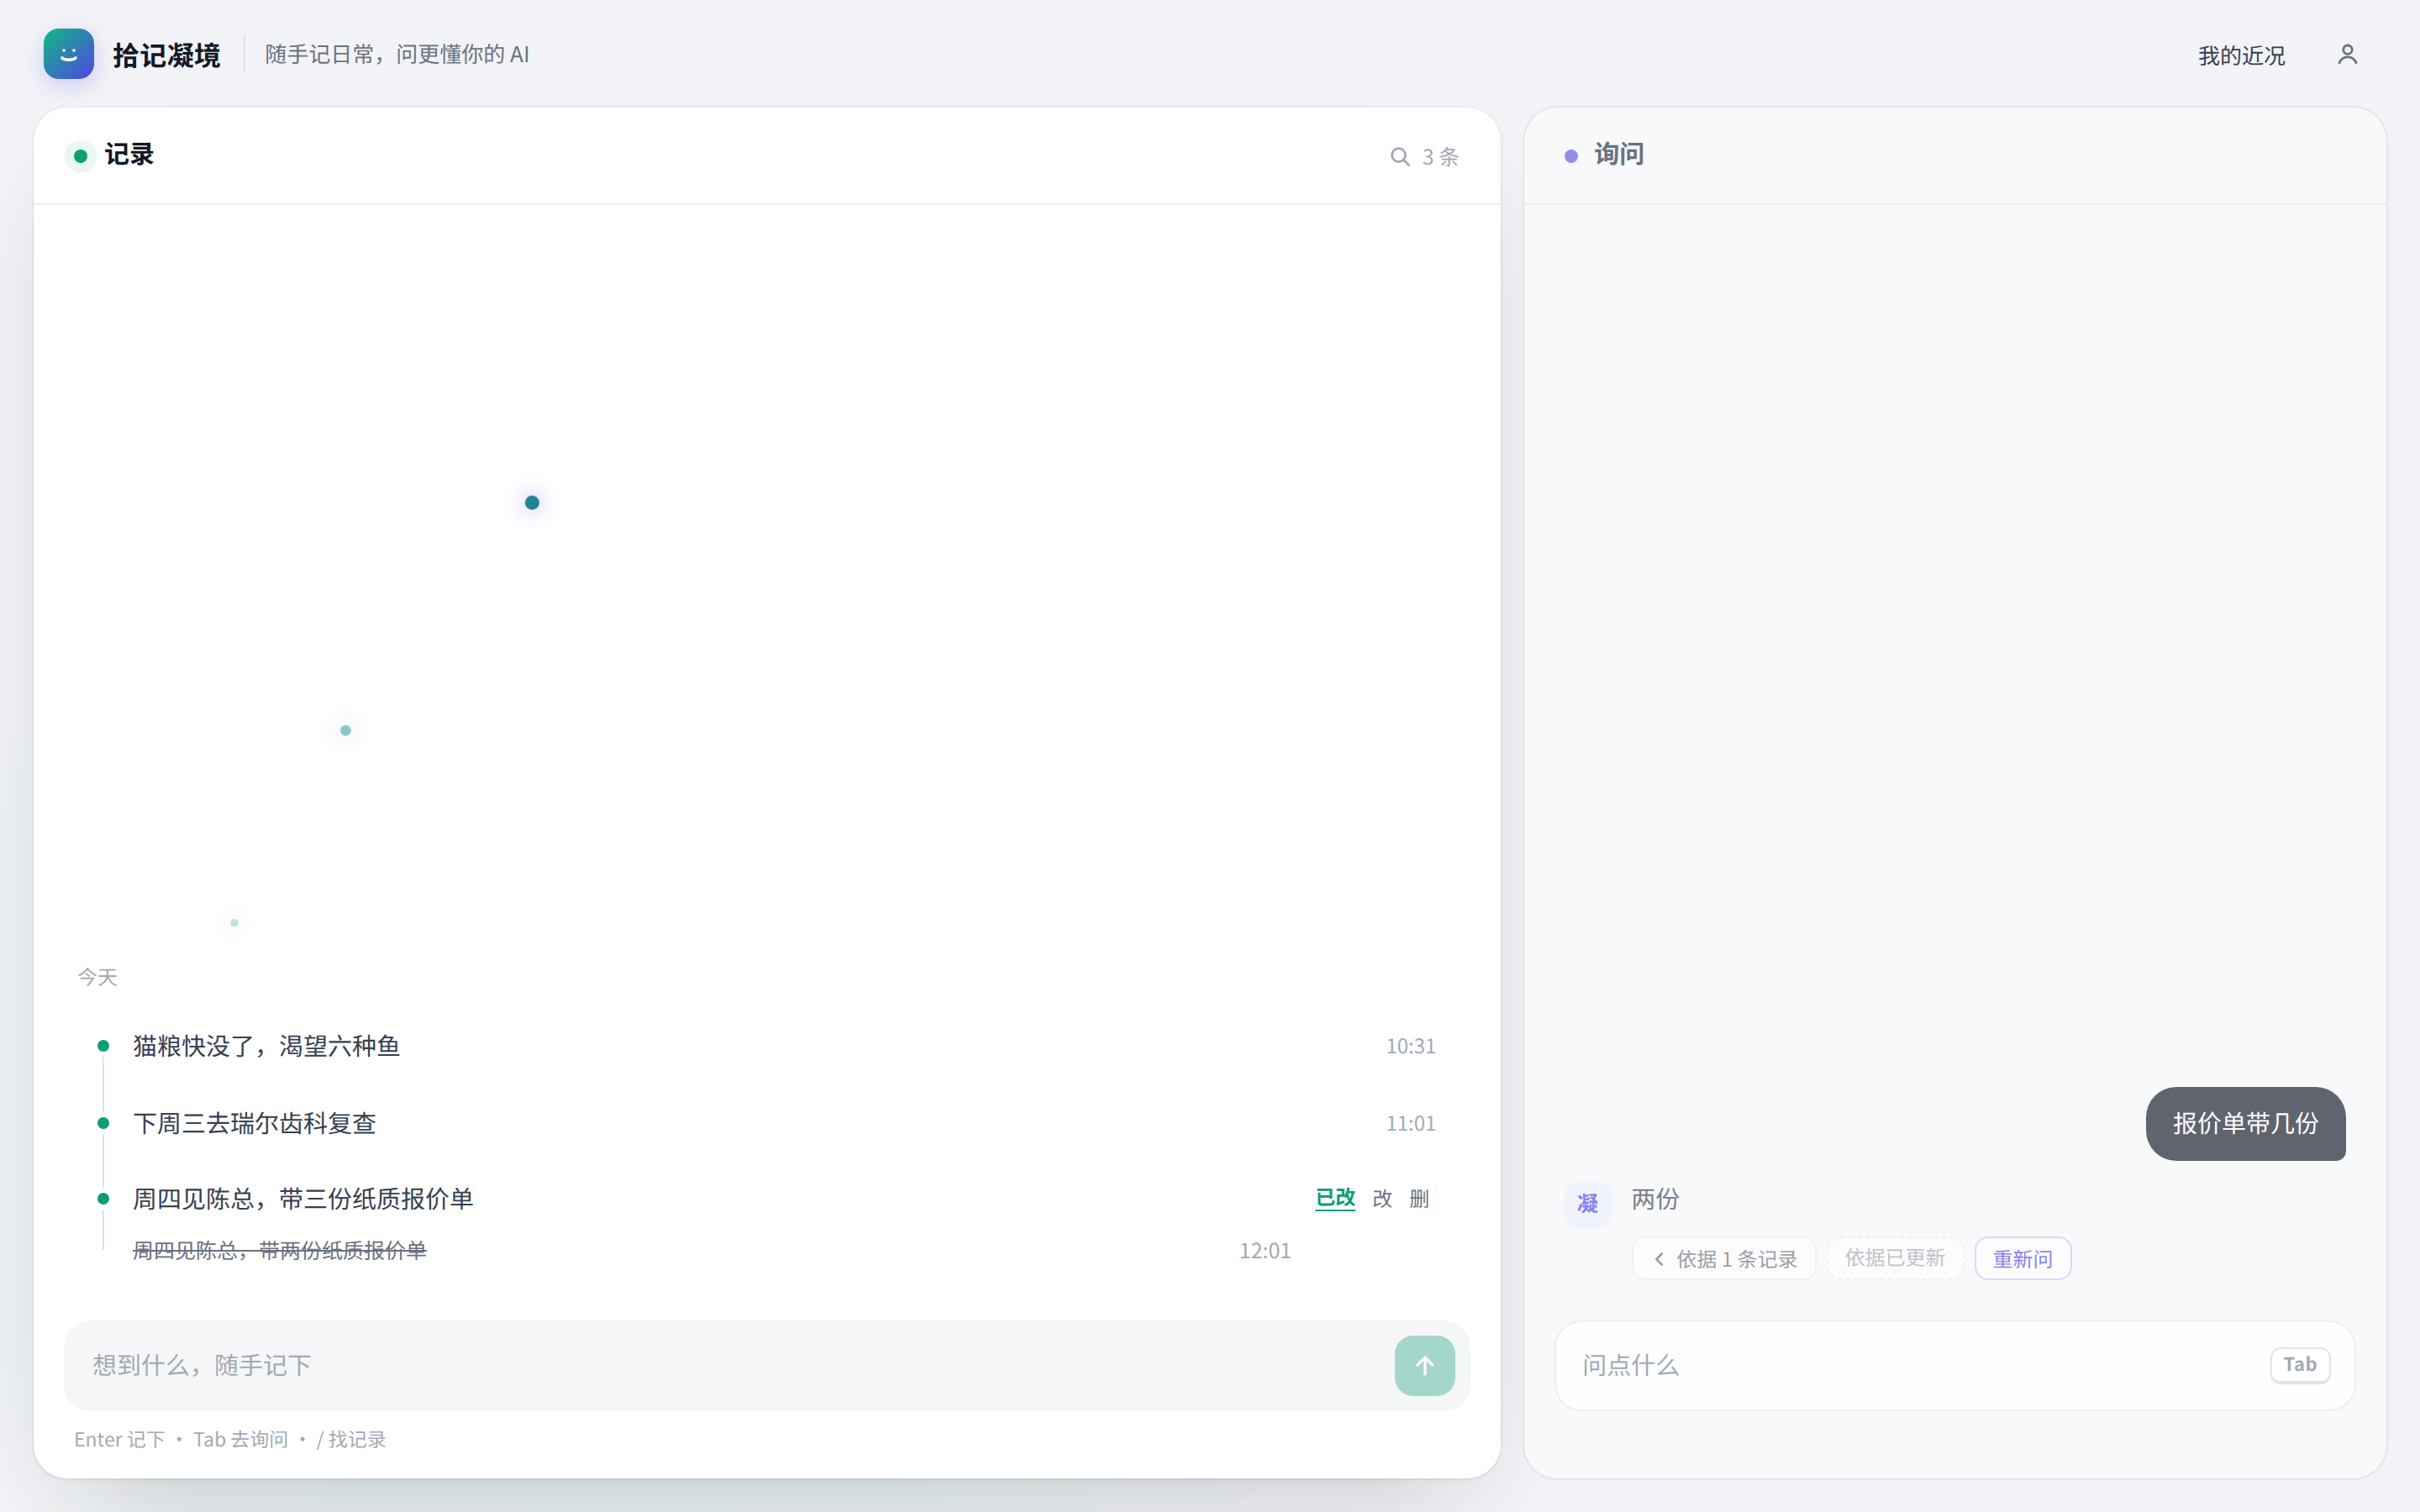 拾记凝境
随手记日常，问更懂你的 AI
我的近况
记录
3 条
今天
猫粮快没了，渴望六种鱼 10:31
下周三去瑞尔齿科复查 11:01
周四见陈总，带三份纸质报价单 已改 改 删
周四见陈总，带两份纸质报价单 12:01
想到什么，随手记下
Enter 记下 · Tab 去询问 · / 找记录
询问
报价单带几份
凝 两份
依据 1 条记录 依据已更新 重新问
问点什么 Tab